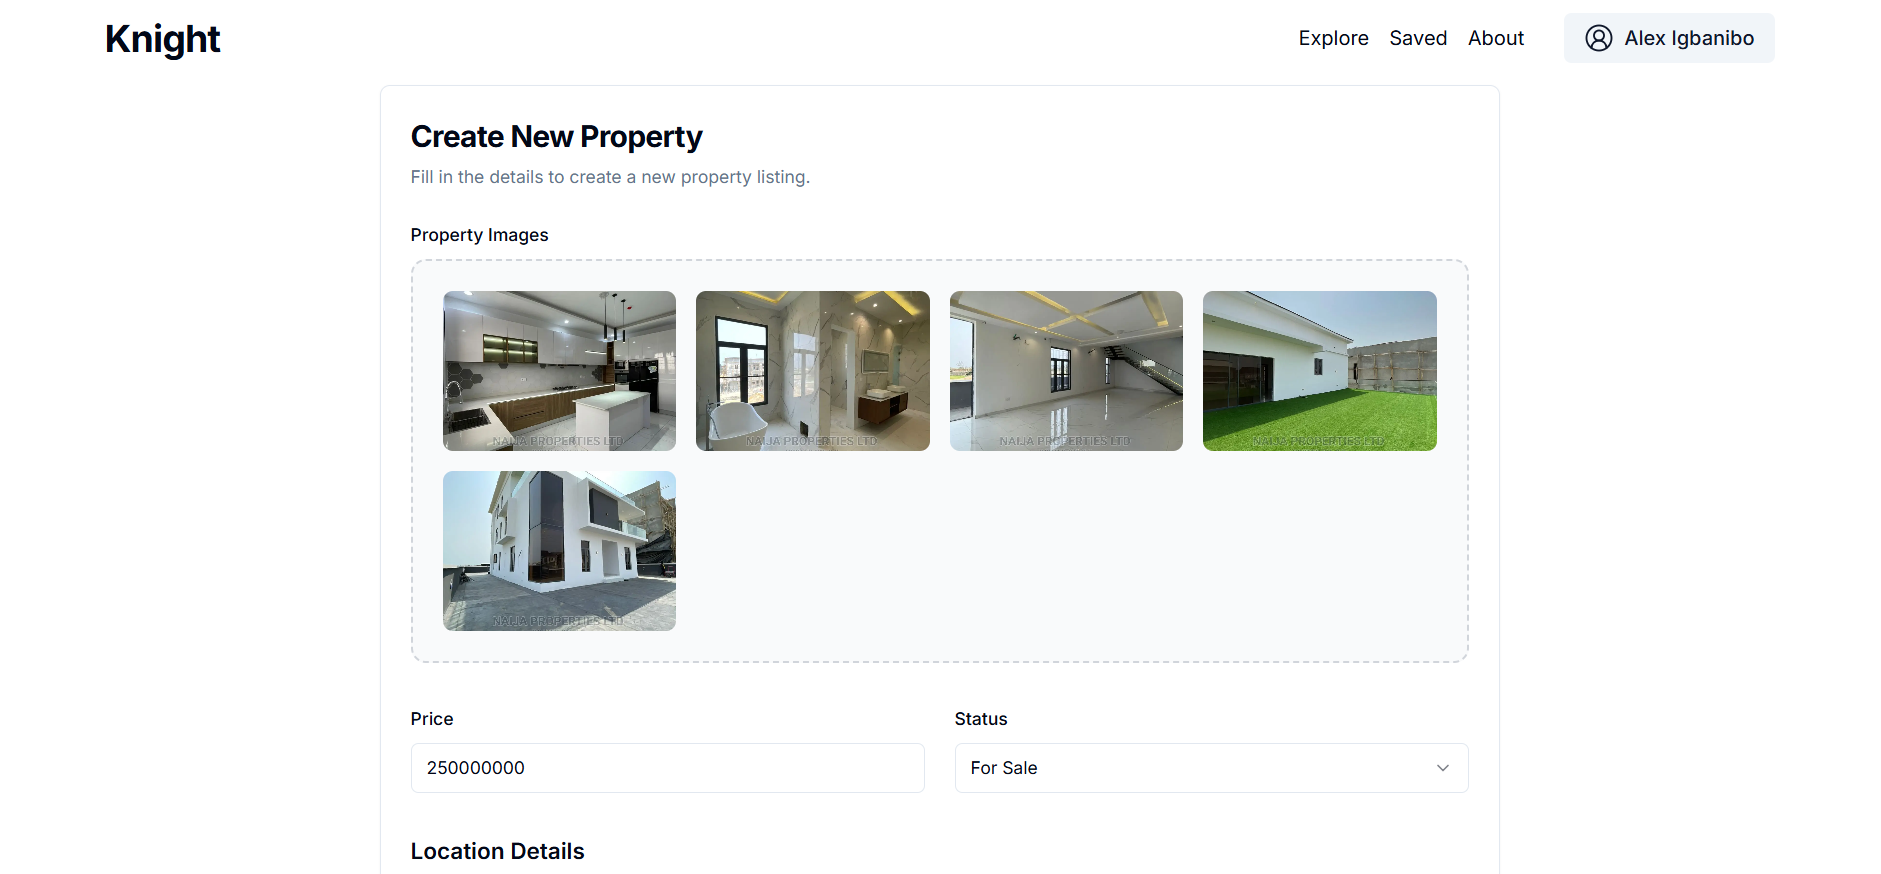 Knight
Explore Saved About Alex Igbanibo
Create New Property
Fill in the details to create a new property listing.
Property Images
NAIJA PROPERTIES LTD
NAIJA PROPERTIES LTD
NAIJA PROPERTIES LTD
NAIJA PROPERTIES LTD
NAIJA PROPERTIES LTD
Price
Status
250000000
For Sale
Location Details